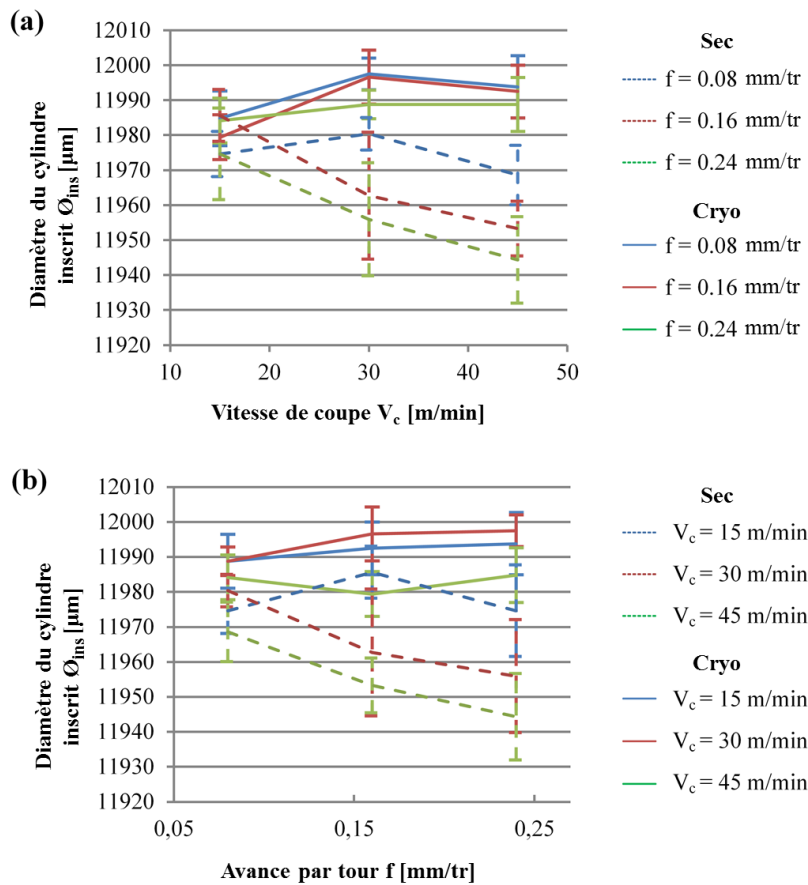 (a)
12010
12000
11990
11980
11970
11960
11950
11940
11930
11920
10
20
30
40
50
Diamètre du cylindre
inscrit Øins [µm]
Vitesse de coupe Vc [m/min]
Sec
f = 0.08 mm/tr
f = 0.16 mm/tr
f = 0.24 mm/tr
Cryo
f = 0.08 mm/tr
f = 0.16 mm/tr
f = 0.24 mm/tr
(b)
12010
12000
11990
11980
11970
11960
11950
11940
11930
11920
0,05
0,15
0,25
Diamètre du cylindre
inscrit Øins [µm]
Avance par tour f [mm/tr]
Sec
Vc = 15 m/min
Vc = 30 m/min
Vc = 45 m/min
Cryo
Vc = 15 m/min
Vc = 30 m/min
Vc = 45 m/min